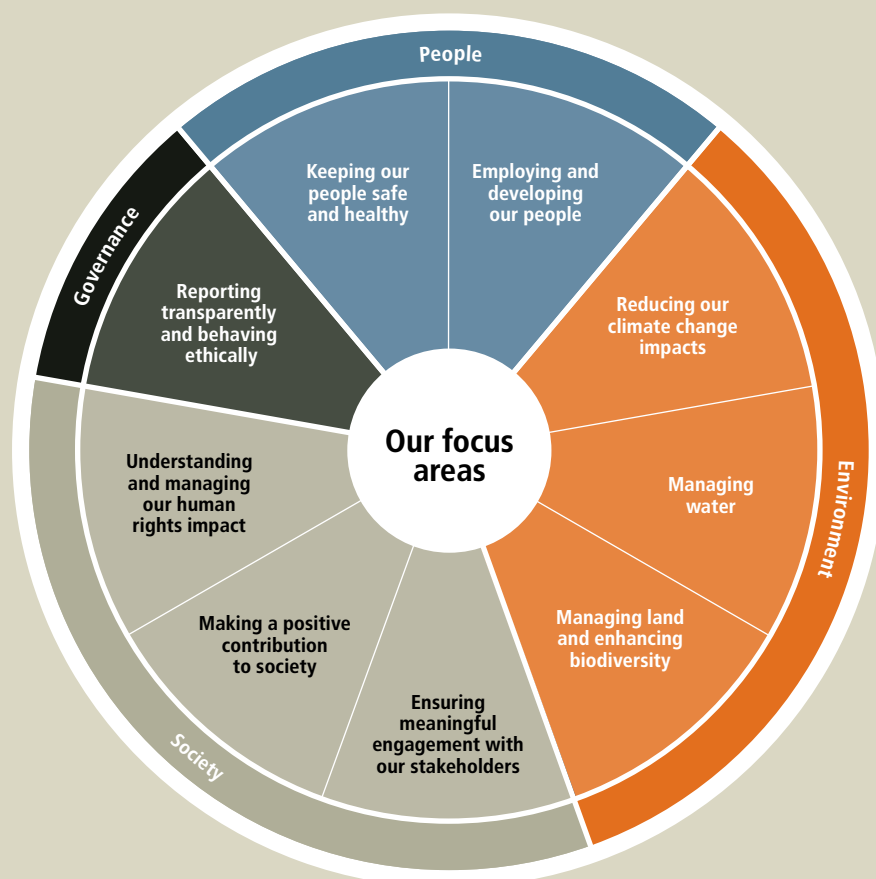 People
Keeping our
people safe
and healthy
Employing and
developing
our people
Environment
Reducing our
climate change
impacts
Managing
water
Managing land
and enhancing
biodiversity
Society
Ensuring
meaningful
engagement with
our stakeholders
Making a positive
contribution
to society
Understanding
and managing
our human
rights impact
Governance
Reporting
transparently
and behaving
ethically
Our focus
areas